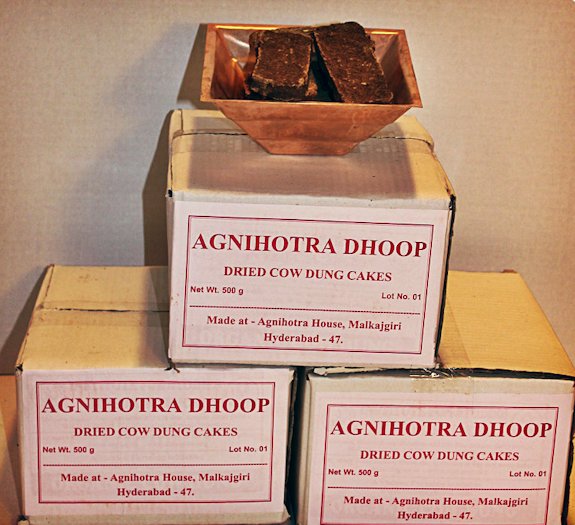 AGNIHOTRA DHOOP
DRIED COW DUNG CAKES
Net Wt. 500 g Lot No. 01
Made at - Agnihotra House, Malkajgiri
Hyderabad - 47.
AGNIHOTRA DHOOP
DRIED COW DUNG CAKES
Net Wt. 500 g Lot No. 01
Made at - Agnihotra House, Malkajgiri
Hyderabad - 47.
AGNIHOTRA DHOOP
DRIED COW DUNG CAKES
Net Wt. 500 g Lot No. 01
Made at - Agnihotra House, Malkajgiri
Hyderabad - 47.